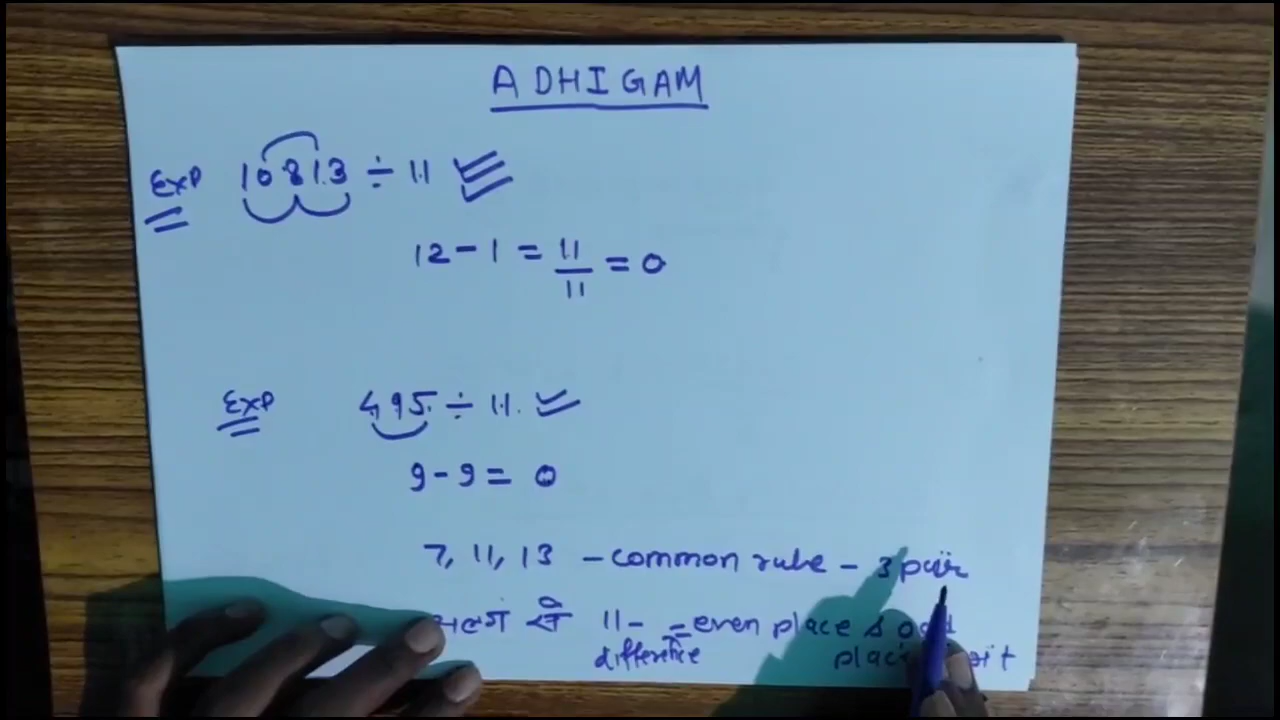 ADHIGAM
Exp 10813 ÷ 11
12 - 1 = 11/11 = 0
Exp 495 ÷ 11
9 - 9 = 0
7, 11, 13 - common rule - 3 pair
से 11 - = even place & odd
difference place